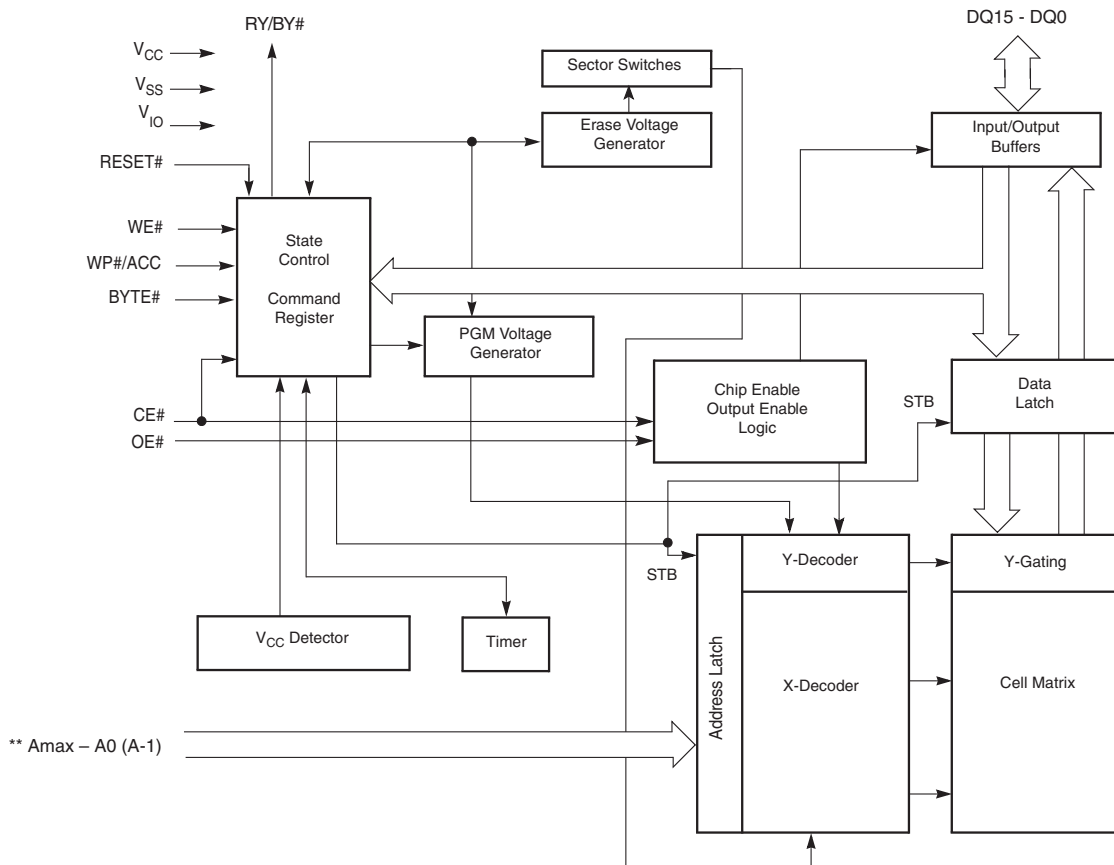 RY/BY#
DQ15 - DQ0
VCC
VSS
VIO
RESET#
WE#
WP#/ACC
BYTE#
CE#
OE#
Sector Switches
Erase Voltage
Generator
Input/Output
Buffers
State
Control
Command
Register
PGM Voltage
Generator
Chip Enable
Output Enable
Logic
STB
Data
Latch
STB
Y-Decoder
Y-Gating
VCC Detector
Timer
Address Latch
X-Decoder
Cell Matrix
** Amax – A0 (A-1)